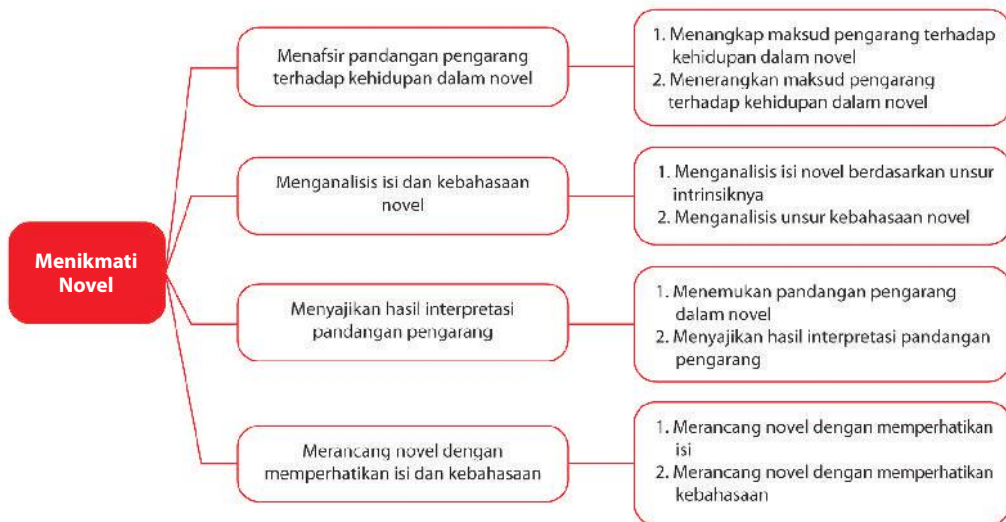 Menikmati
Novel
Menafsir pandangan pengarang
terhadap kehidupan dalam novel
1. Menangkap maksud pengarang terhadap
kehidupan dalam novel
2. Menerangkan maksud pengarang
terhadap kehidupan dalam novel
Menganalisis isi dan kebahasaan
novel
1. Menganalisis isi novel berdasarkan unsur
intrinsiknya
2. Menganalisis unsur kebahasaan novel
Menyajikan hasil interpretasi
pandangan pengarang
1. Menemukan pandangan pengarang
dalam novel
2. Menyajikan hasil interpretasi pandangan
pengarang
Merancang novel dengan
memperhatikan isi dan kebahasaan
1. Merancang novel dengan memperhatikan
isi
2. Merancang novel dengan memperhatikan
kebahasaan